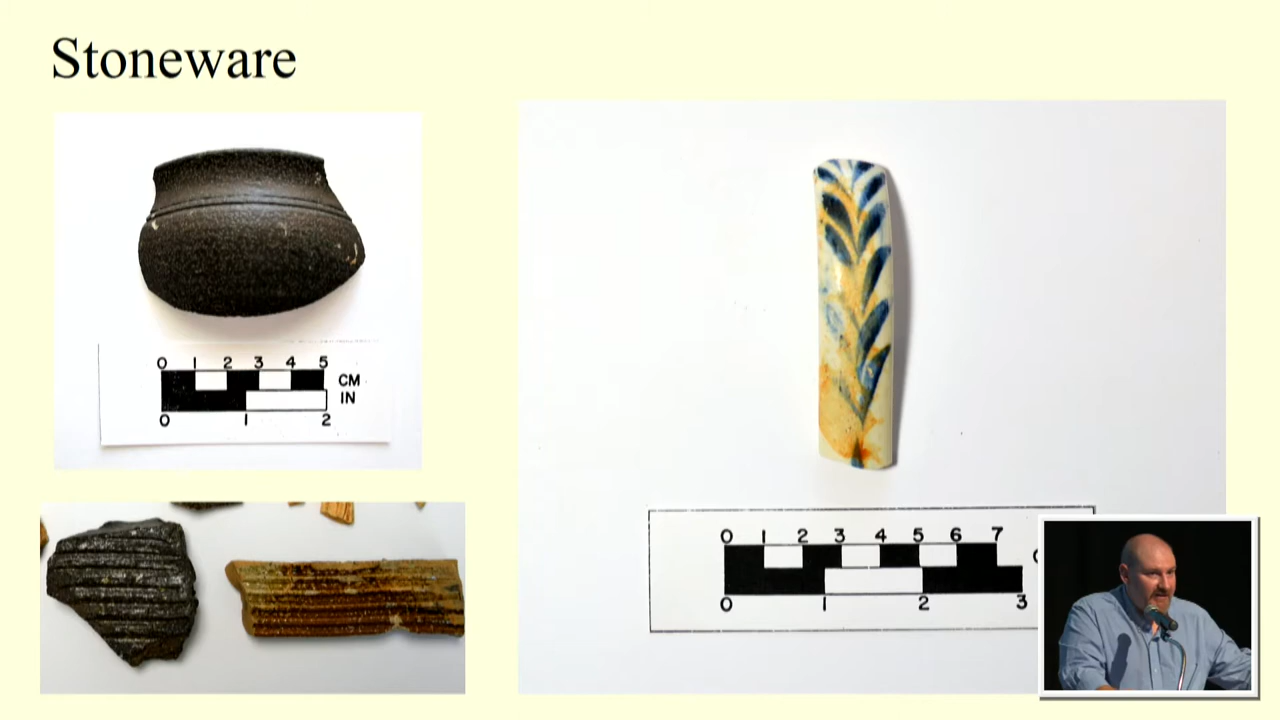 Stoneware
0 1 2 3 4 5
CM
IN
0 1 2
0 1 2 3 4 5 6 7
0 1 2 3